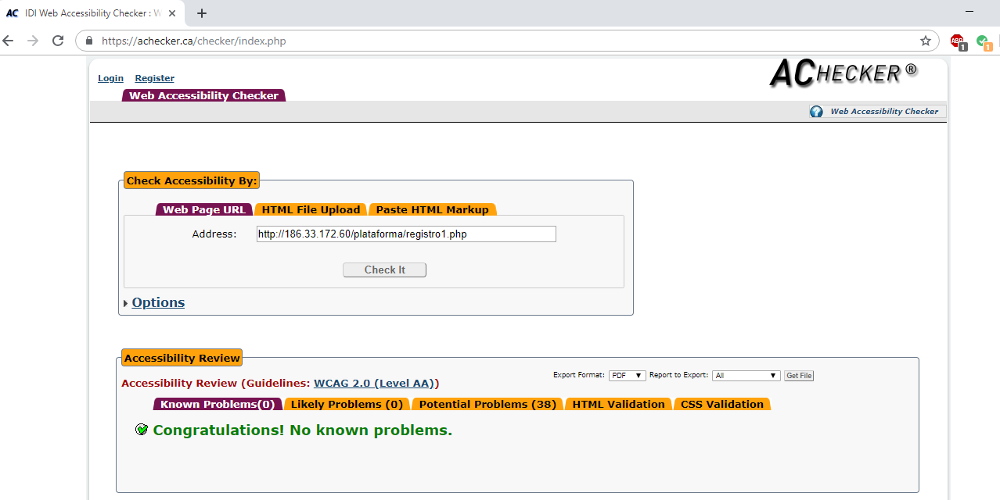 AC IDI Web Accessibility Checker : W
https://achecker.ca/checker/index.php
ABP 1 1
Login Register
ACHECKER ®
Web Accessibility Checker
? Web Accessibility Checker
Check Accessibility By:
Web Page URL HTML File Upload Paste HTML Markup
Address: http://186.33.172.60/plataforma/registro1.php
Check It
Options
Accessibility Review
Export Format: PDF Report to Export: All Get File
Accessibility Review (Guidelines: WCAG 2.0 (Level AA))
Known Problems(0) Likely Problems (0) Potential Problems (38) HTML Validation CSS Validation
Congratulations! No known problems.